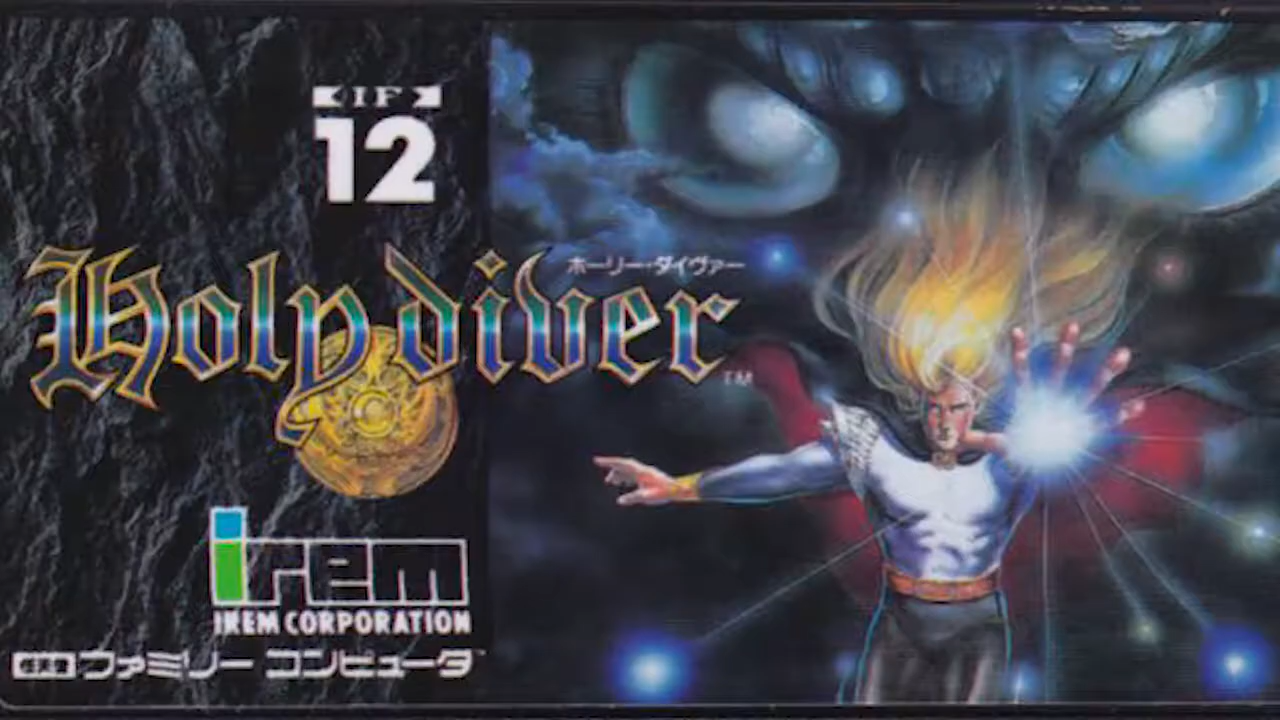 IF
12
Holy diver
ホーリー・ダイヴァー
TM
irem
IREM CORPORATION
ファミリー コンピュータ